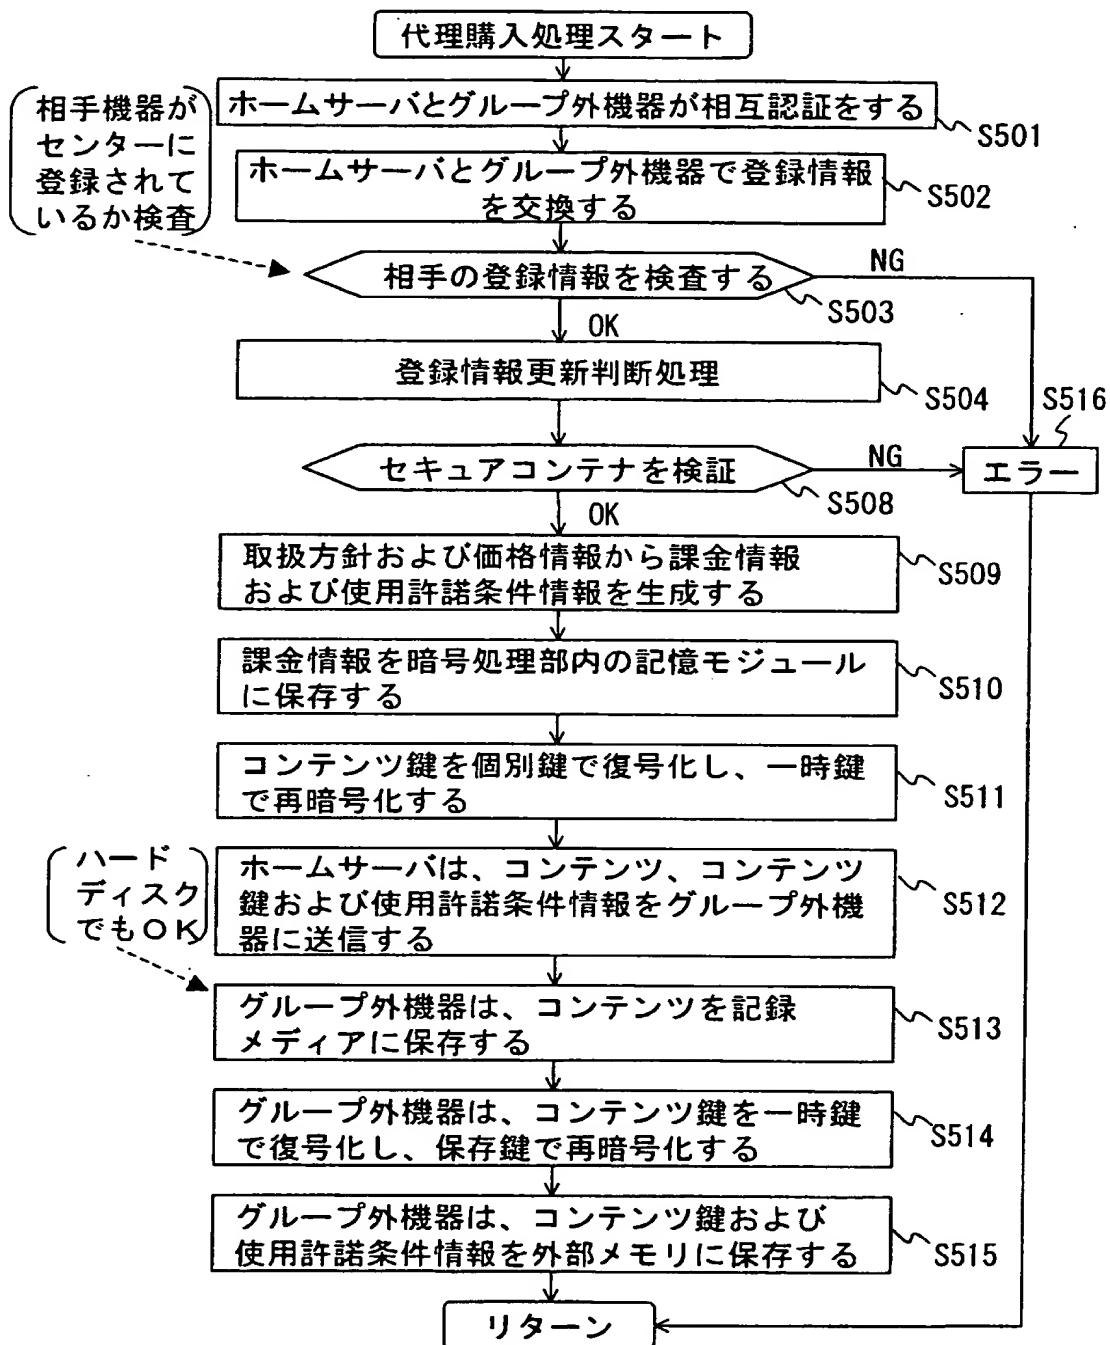 代理購入処理スタート
相手機器が
センターに
登録されて
いるか検査
ホームサーバとグループ外機器が相互認証をする
S501
ホームサーバとグループ外機器で登録情報
を交換する
S502
相手の登録情報を検査する
NG
S503
OK
登録情報更新判断処理
S504
S516
セキュアコンテナを検証
NG
エラー
S508
OK
取扱方針および価格情報から課金情報
および使用許諾条件情報を生成する
S509
課金情報を暗号処理部内の記憶モジュール
に保存する
S510
コンテンツ鍵を個別鍵で復号化し、一時鍵
で再暗号化する
S511
ハード
ディスク
でもOK
ホームサーバは、コンテンツ、コンテンツ
鍵および使用許諾条件情報をグループ外機
器に送信する
S512
グループ外機器は、コンテンツを記録
メディアに保存する
S513
グループ外機器は、コンテンツ鍵を一時鍵
で復号化し、保存鍵で再暗号化する
S514
グループ外機器は、コンテンツ鍵および
使用許諾条件情報を外部メモリに保存する
S515
リターン